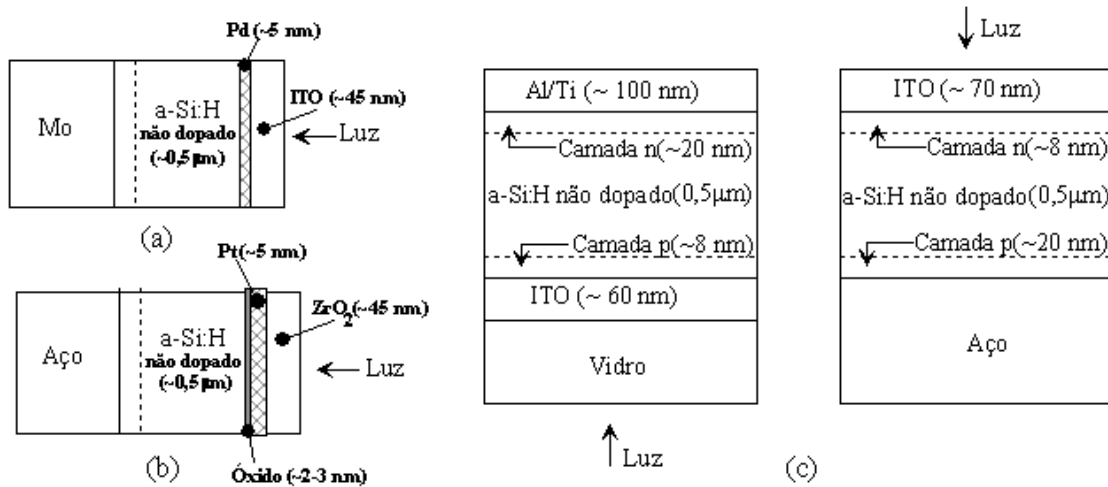 Pd (~5 nm)
Mo
a-Si:H
não dopado
(~0,5 µm)
ITO (~45 nm)
Luz
(a)
Pt (~5 nm)
Aço
a-Si:H
não dopado
(~0,5 µm)
ZrO2 (~45 nm)
Luz
(b)
Óxido (~2-3 nm)
Al/Ti (~ 100 nm)
Camada n(~20 nm)
a-Si:H não dopado(0,5µm)
Camada p(~8 nm)
ITO (~ 60 nm)
Vidro
Luz
Luz
ITO (~ 70 nm)
Camada n(~8 nm)
a-Si:H não dopado(0,5µm)
Camada p(~20 nm)
Aço
(c)